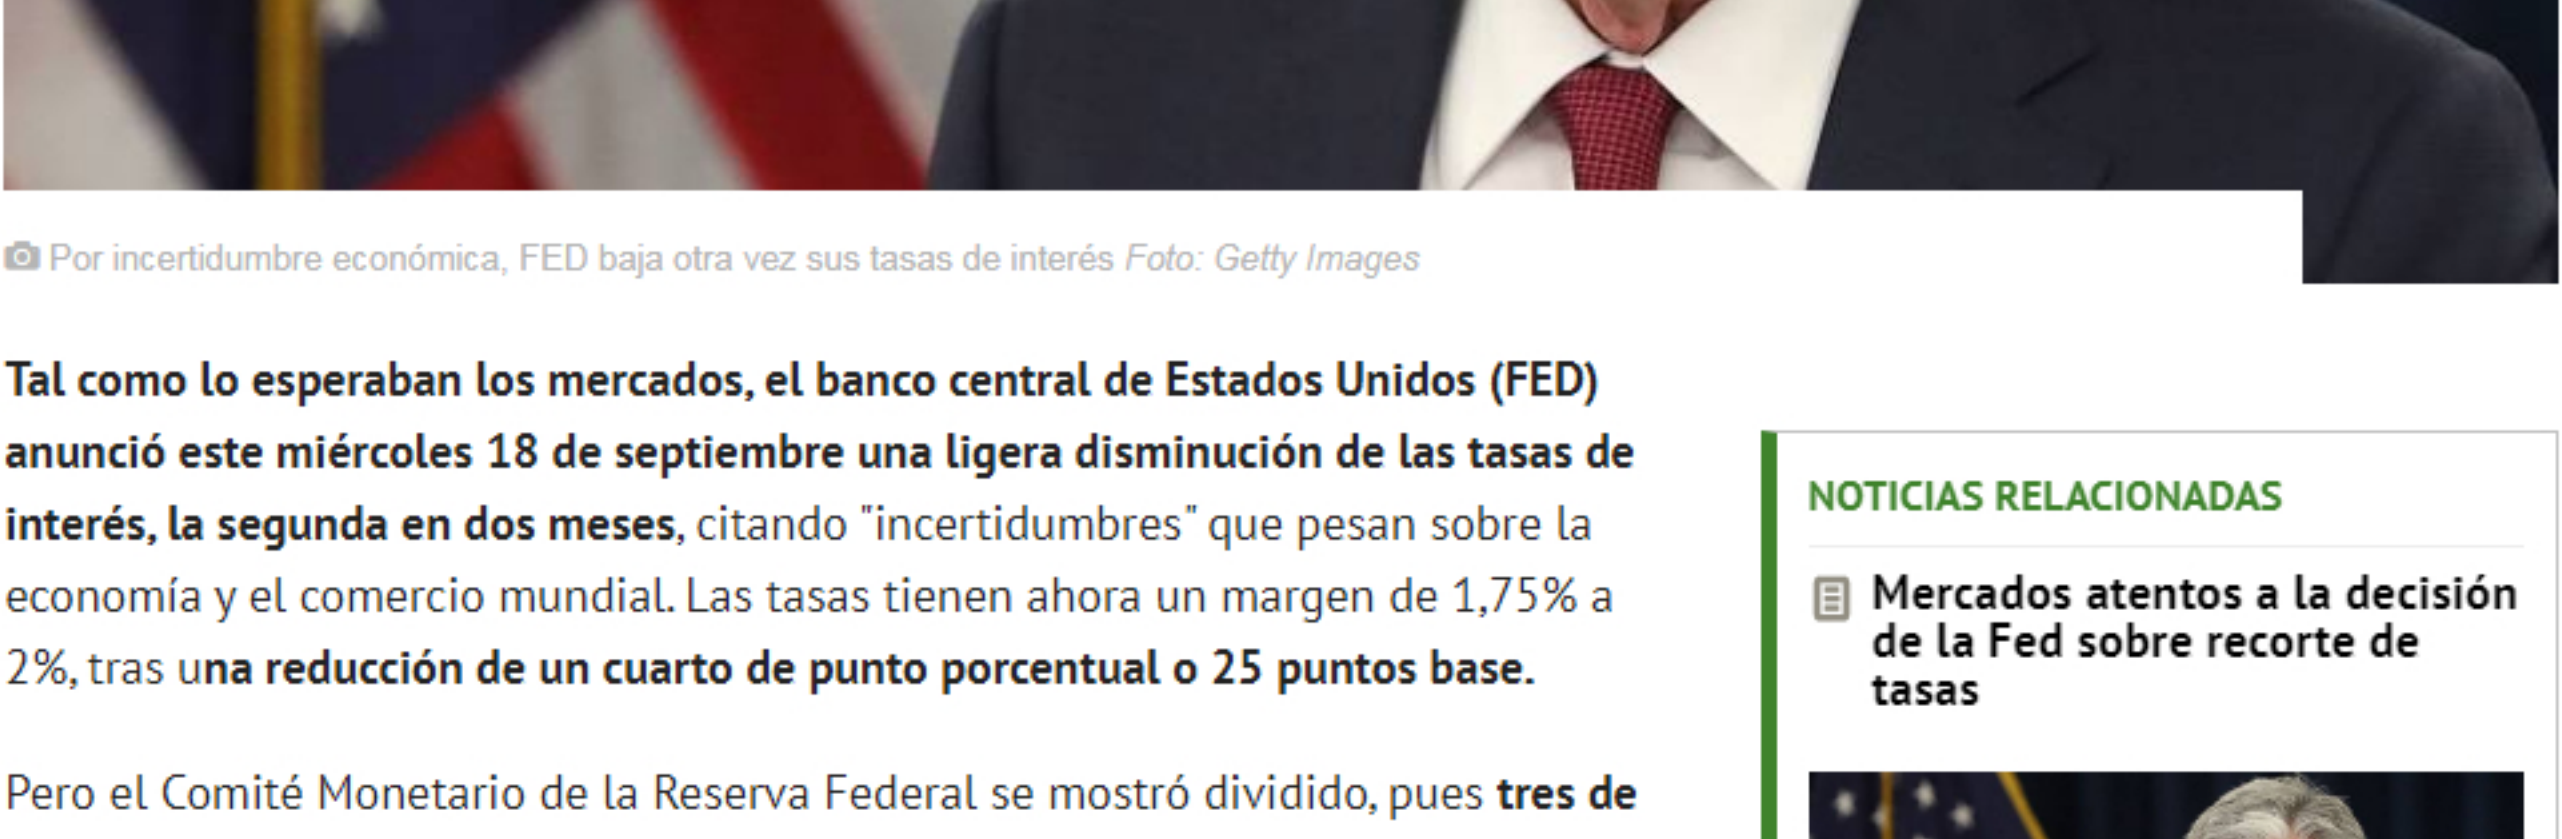 Por incertidumbre económica, FED baja otra vez sus tasas de interés Foto: Getty Images
Tal como lo esperaban los mercados, el banco central de Estados Unidos (FED)
anunció este miércoles 18 de septiembre una ligera disminución de las tasas de
interés, la segunda en dos meses, citando "incertidumbres" que pesan sobre la
economía y el comercio mundial. Las tasas tienen ahora un margen de 1,75% a
2%, tras una reducción de un cuarto de punto porcentual o 25 puntos base.
Pero el Comité Monetario de la Reserva Federal se mostró dividido, pues tres de
NOTICIAS RELACIONADAS
Mercados atentos a la decisión
de la Fed sobre recorte de
tasas